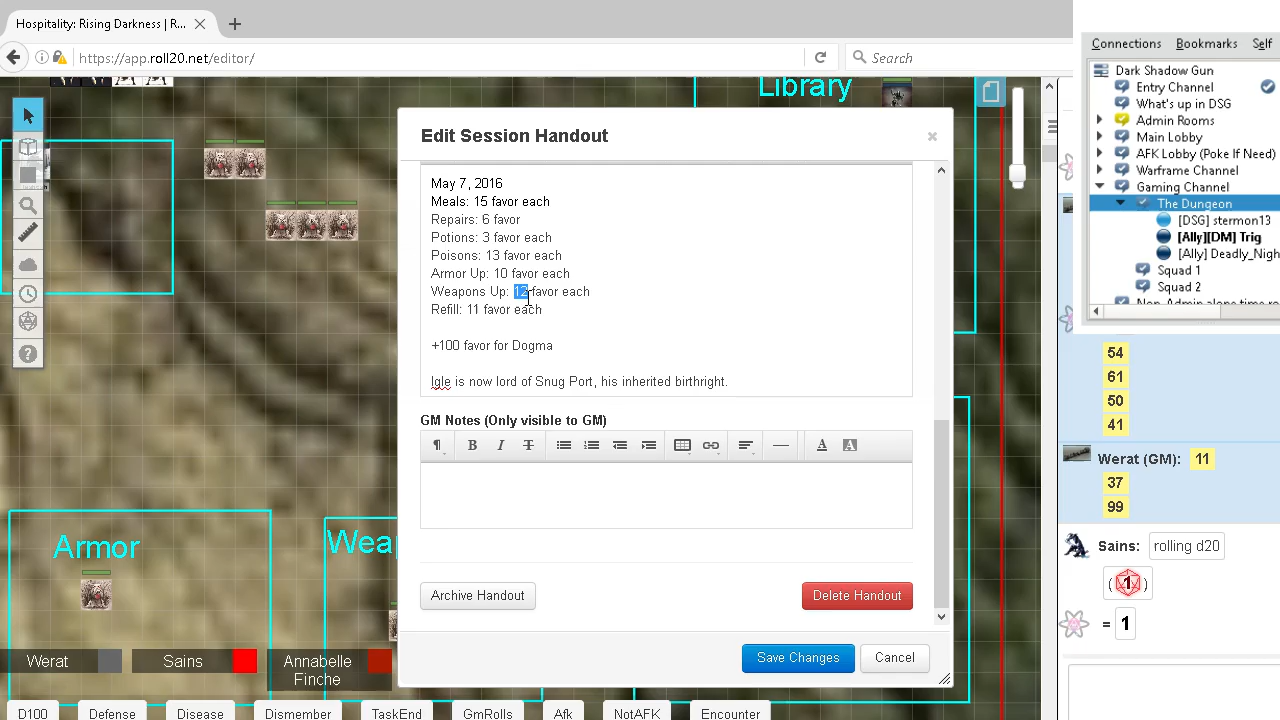 Hospitality: Rising Darkness | R...
https://app.roll20.net/editor/
Search
Library
Armor
Werat
Sains
Annabelle
Finche
D100
Defense
Disease
Dismember
TaskEnd
GmRolls
Afk
NotAFK
Encounter
Edit Session Handout
May 7, 2016
Meals: 15 favor each
Repairs: 6 favor
Potions: 3 favor each
Poisons: 13 favor each
Armor Up: 10 favor each
Weapons Up: 12 favor each
Refill: 11 favor each
+100 favor for Dogma
Igle is now lord of Snug Port, his inherited birthright.
GM Notes (Only visible to GM)
Archive Handout
Delete Handout
Save Changes
Cancel
Connections Bookmarks Self
Dark Shadow Gun
Entry Channel
What's up in DSG
Admin Rooms
Main Lobby
AFK Lobby (Poke If Need)
Warframe Channel
Gaming Channel
The Dungeon
[DSG] stermon13
[Ally][DM] Trig
[Ally] Deadly_Nigh
Squad 1
Squad 2
54
61
50
41
Werat (GM): 11
37
99
Sains: rolling d20
(1)
= 1